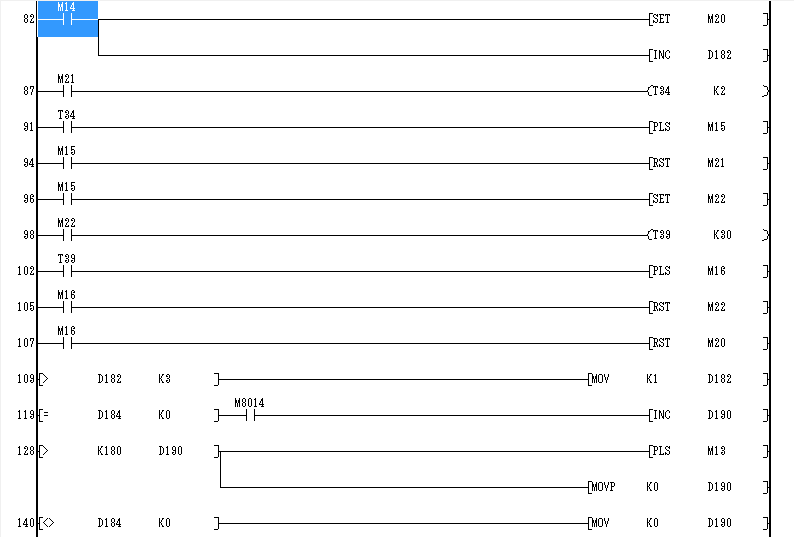 M14
82 [SET M20 ]
[INC D182 ]
M21
87 (T34 K2 )
T34
91 [PLS M15 ]
M15
94 [RST M21 ]
M15
96 [SET M22 ]
M22
98 (T39 K30 )
T39
102 [PLS M16 ]
M16
105 [RST M22 ]
M16
107 [RST M20 ]
109 [> D182 K3 ] [MOV K1 D182 ]
M8014
119 [= D184 K0 ] [INC D190 ]
128 [> K180 D190 ] [PLS M13 ]
[MOVP K0 D190 ]
140 [<> D184 K0 ] [MOV K0 D190 ]